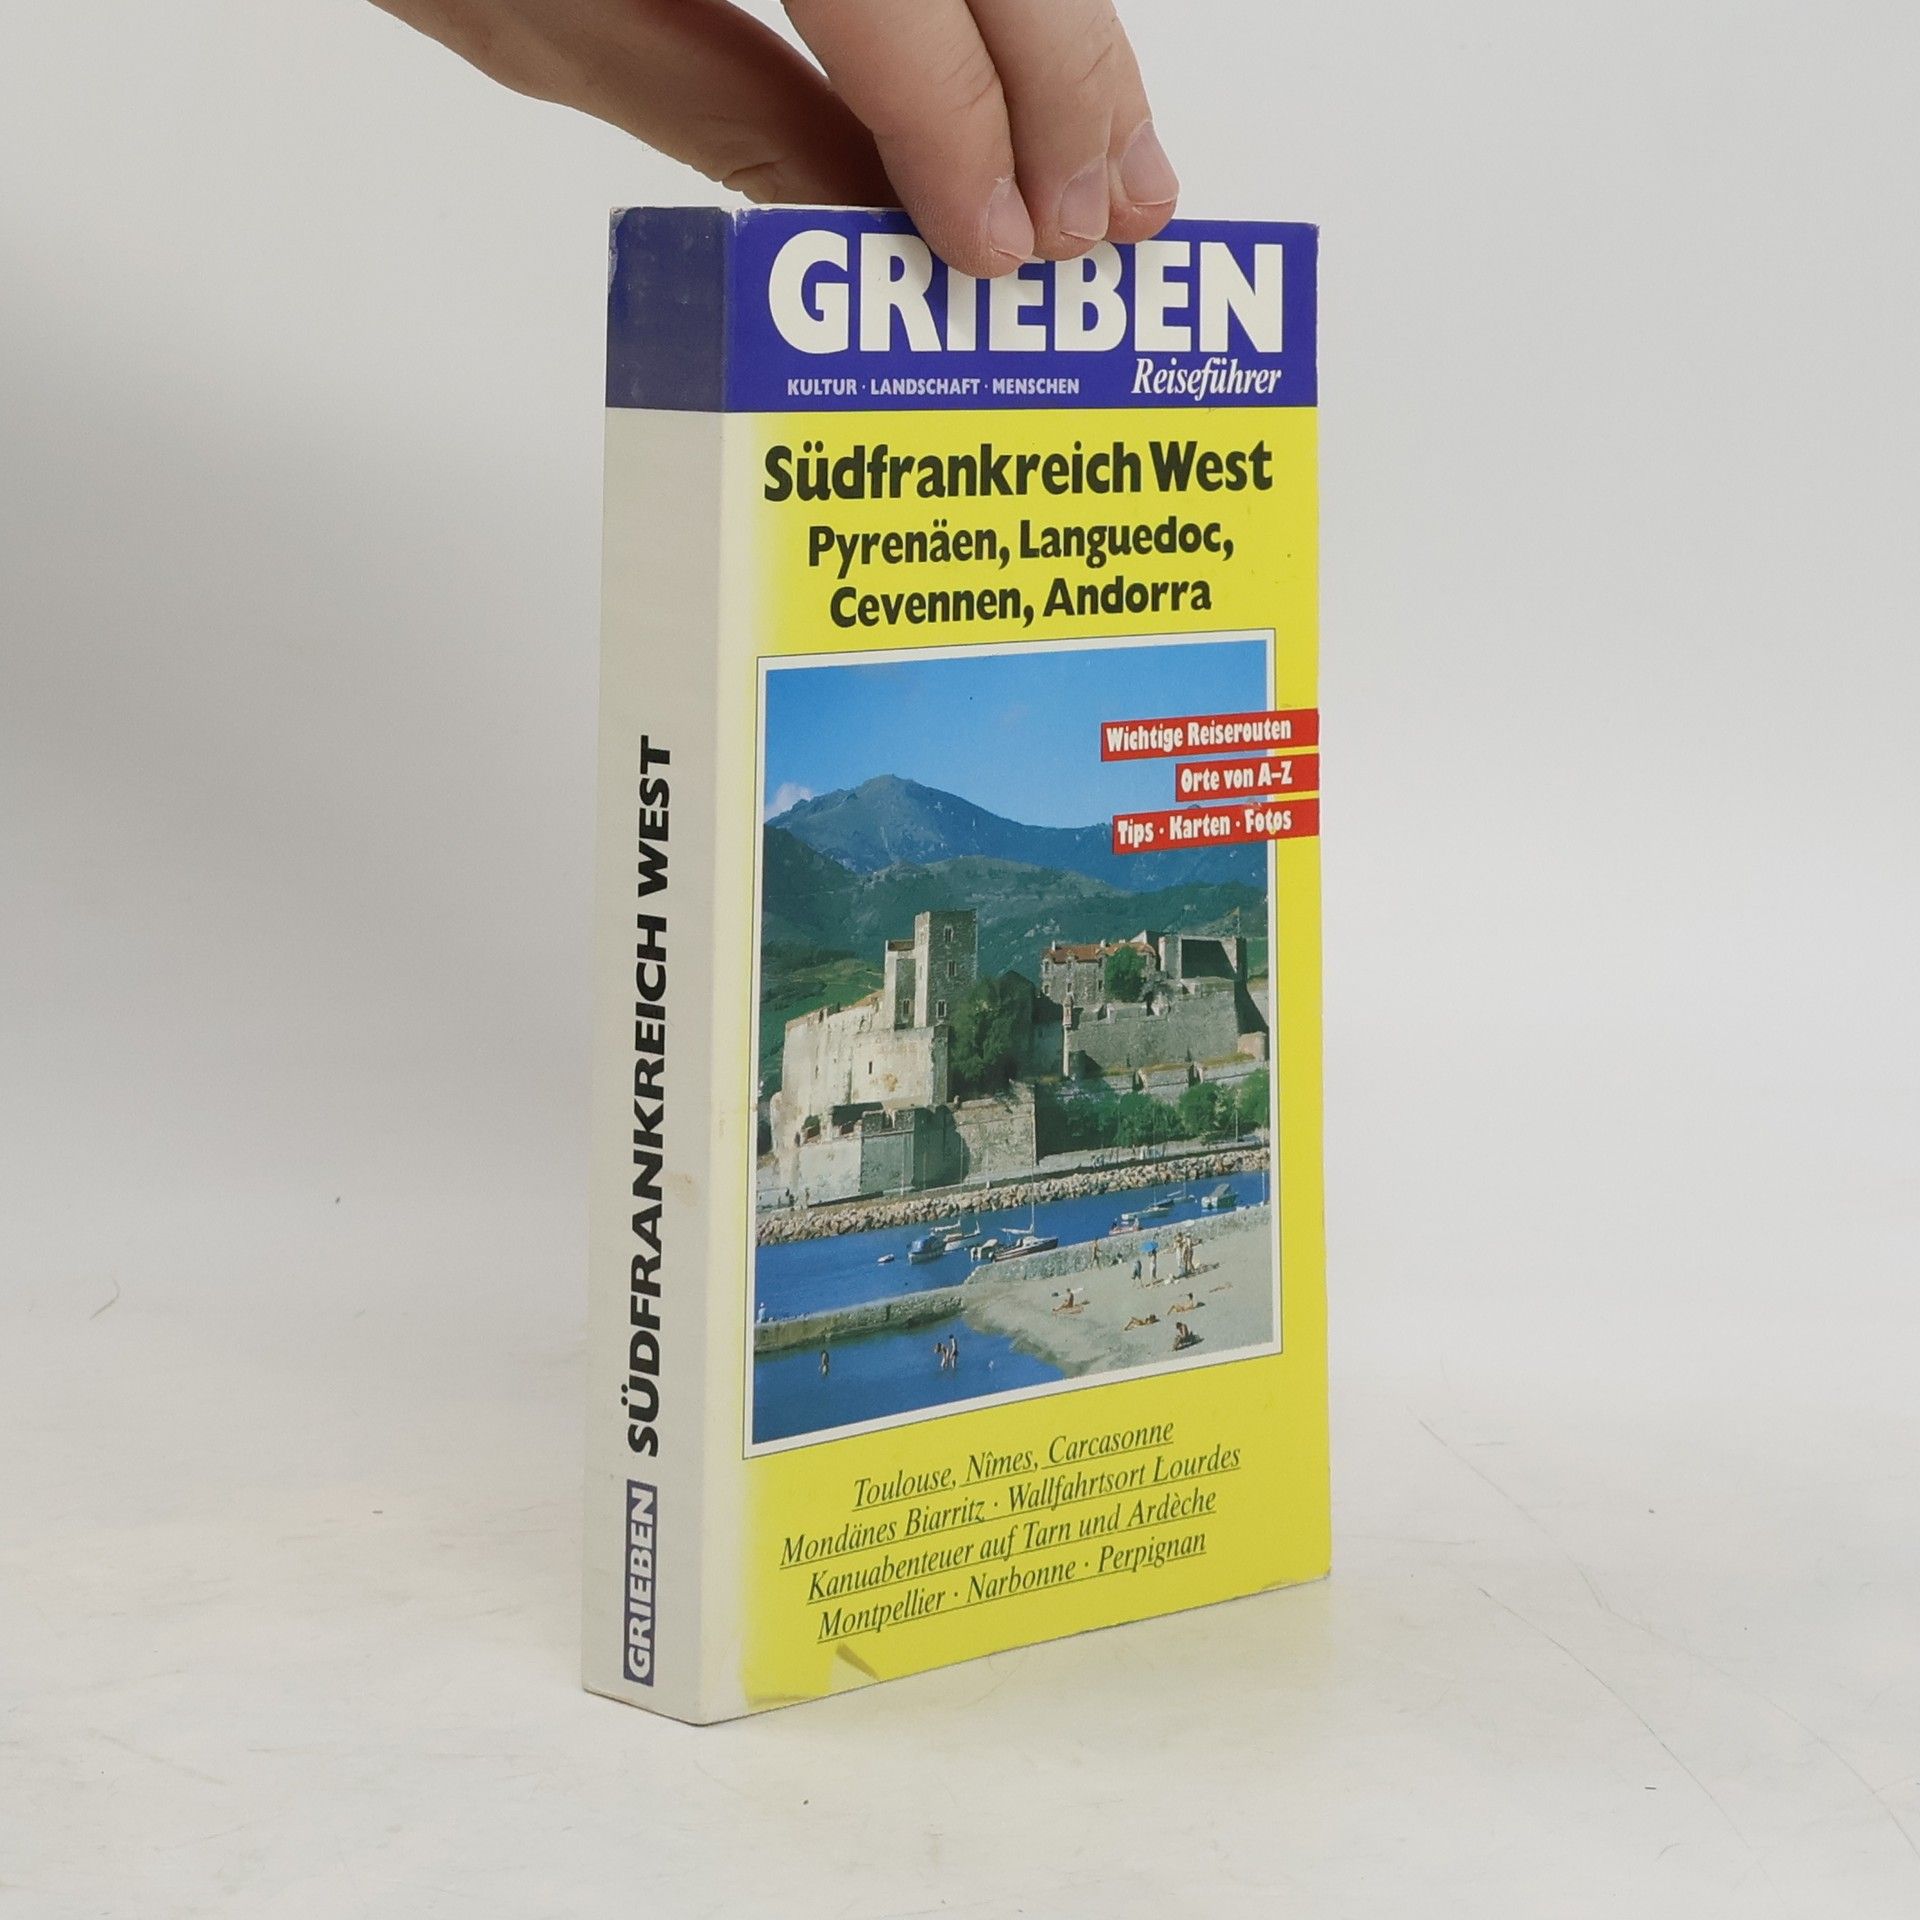 GRIEBEN
Reiseführer
KULTUR · LANDSCHAFT · MENSCHEN
Südfrankreich West
Pyrenäen, Languedoc,
Cevennen, Andorra
Wichtige Reiserouten
Orte von A–Z
Tips · Karten · Fotos
Toulouse, Nîmes, Carcasonne
Mondänes Biarritz · Wallfahrtsort Lourdes
Kanuabenteuer auf Tarn und Ardèche
Montpellier · Narbonne · Perpignan
GRIEBEN SÜDFRANKREICH WEST